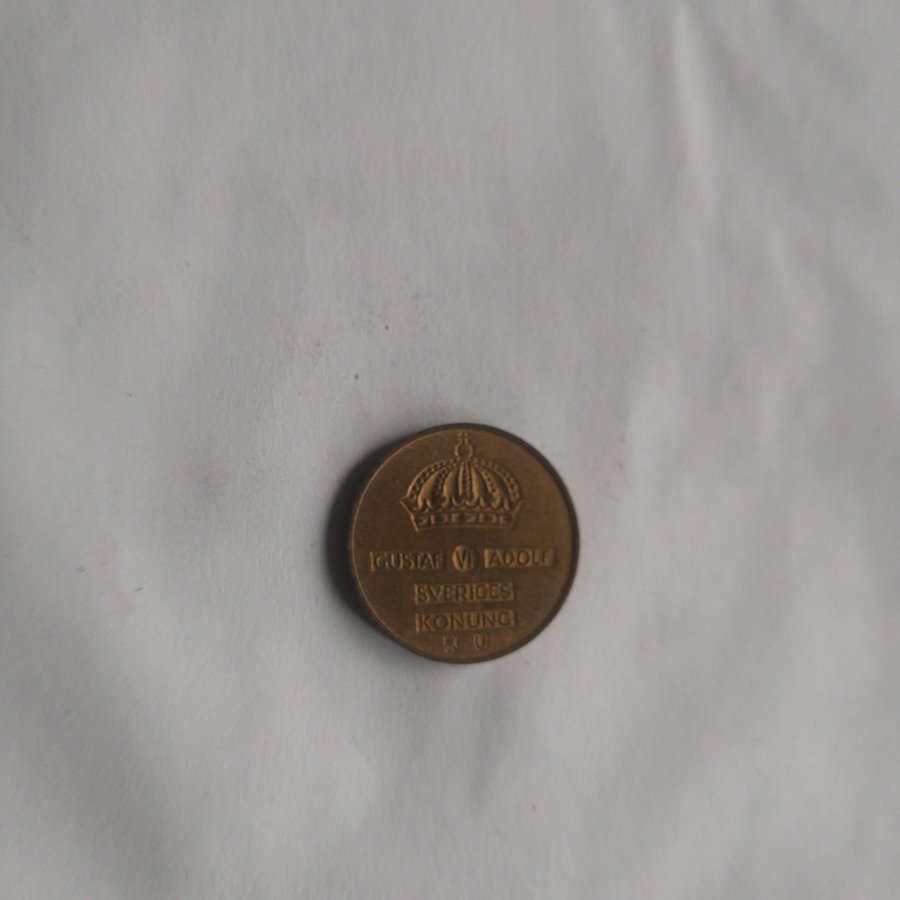 GUSTAF VI ADOLF
SVERIGES
KONUNG
U